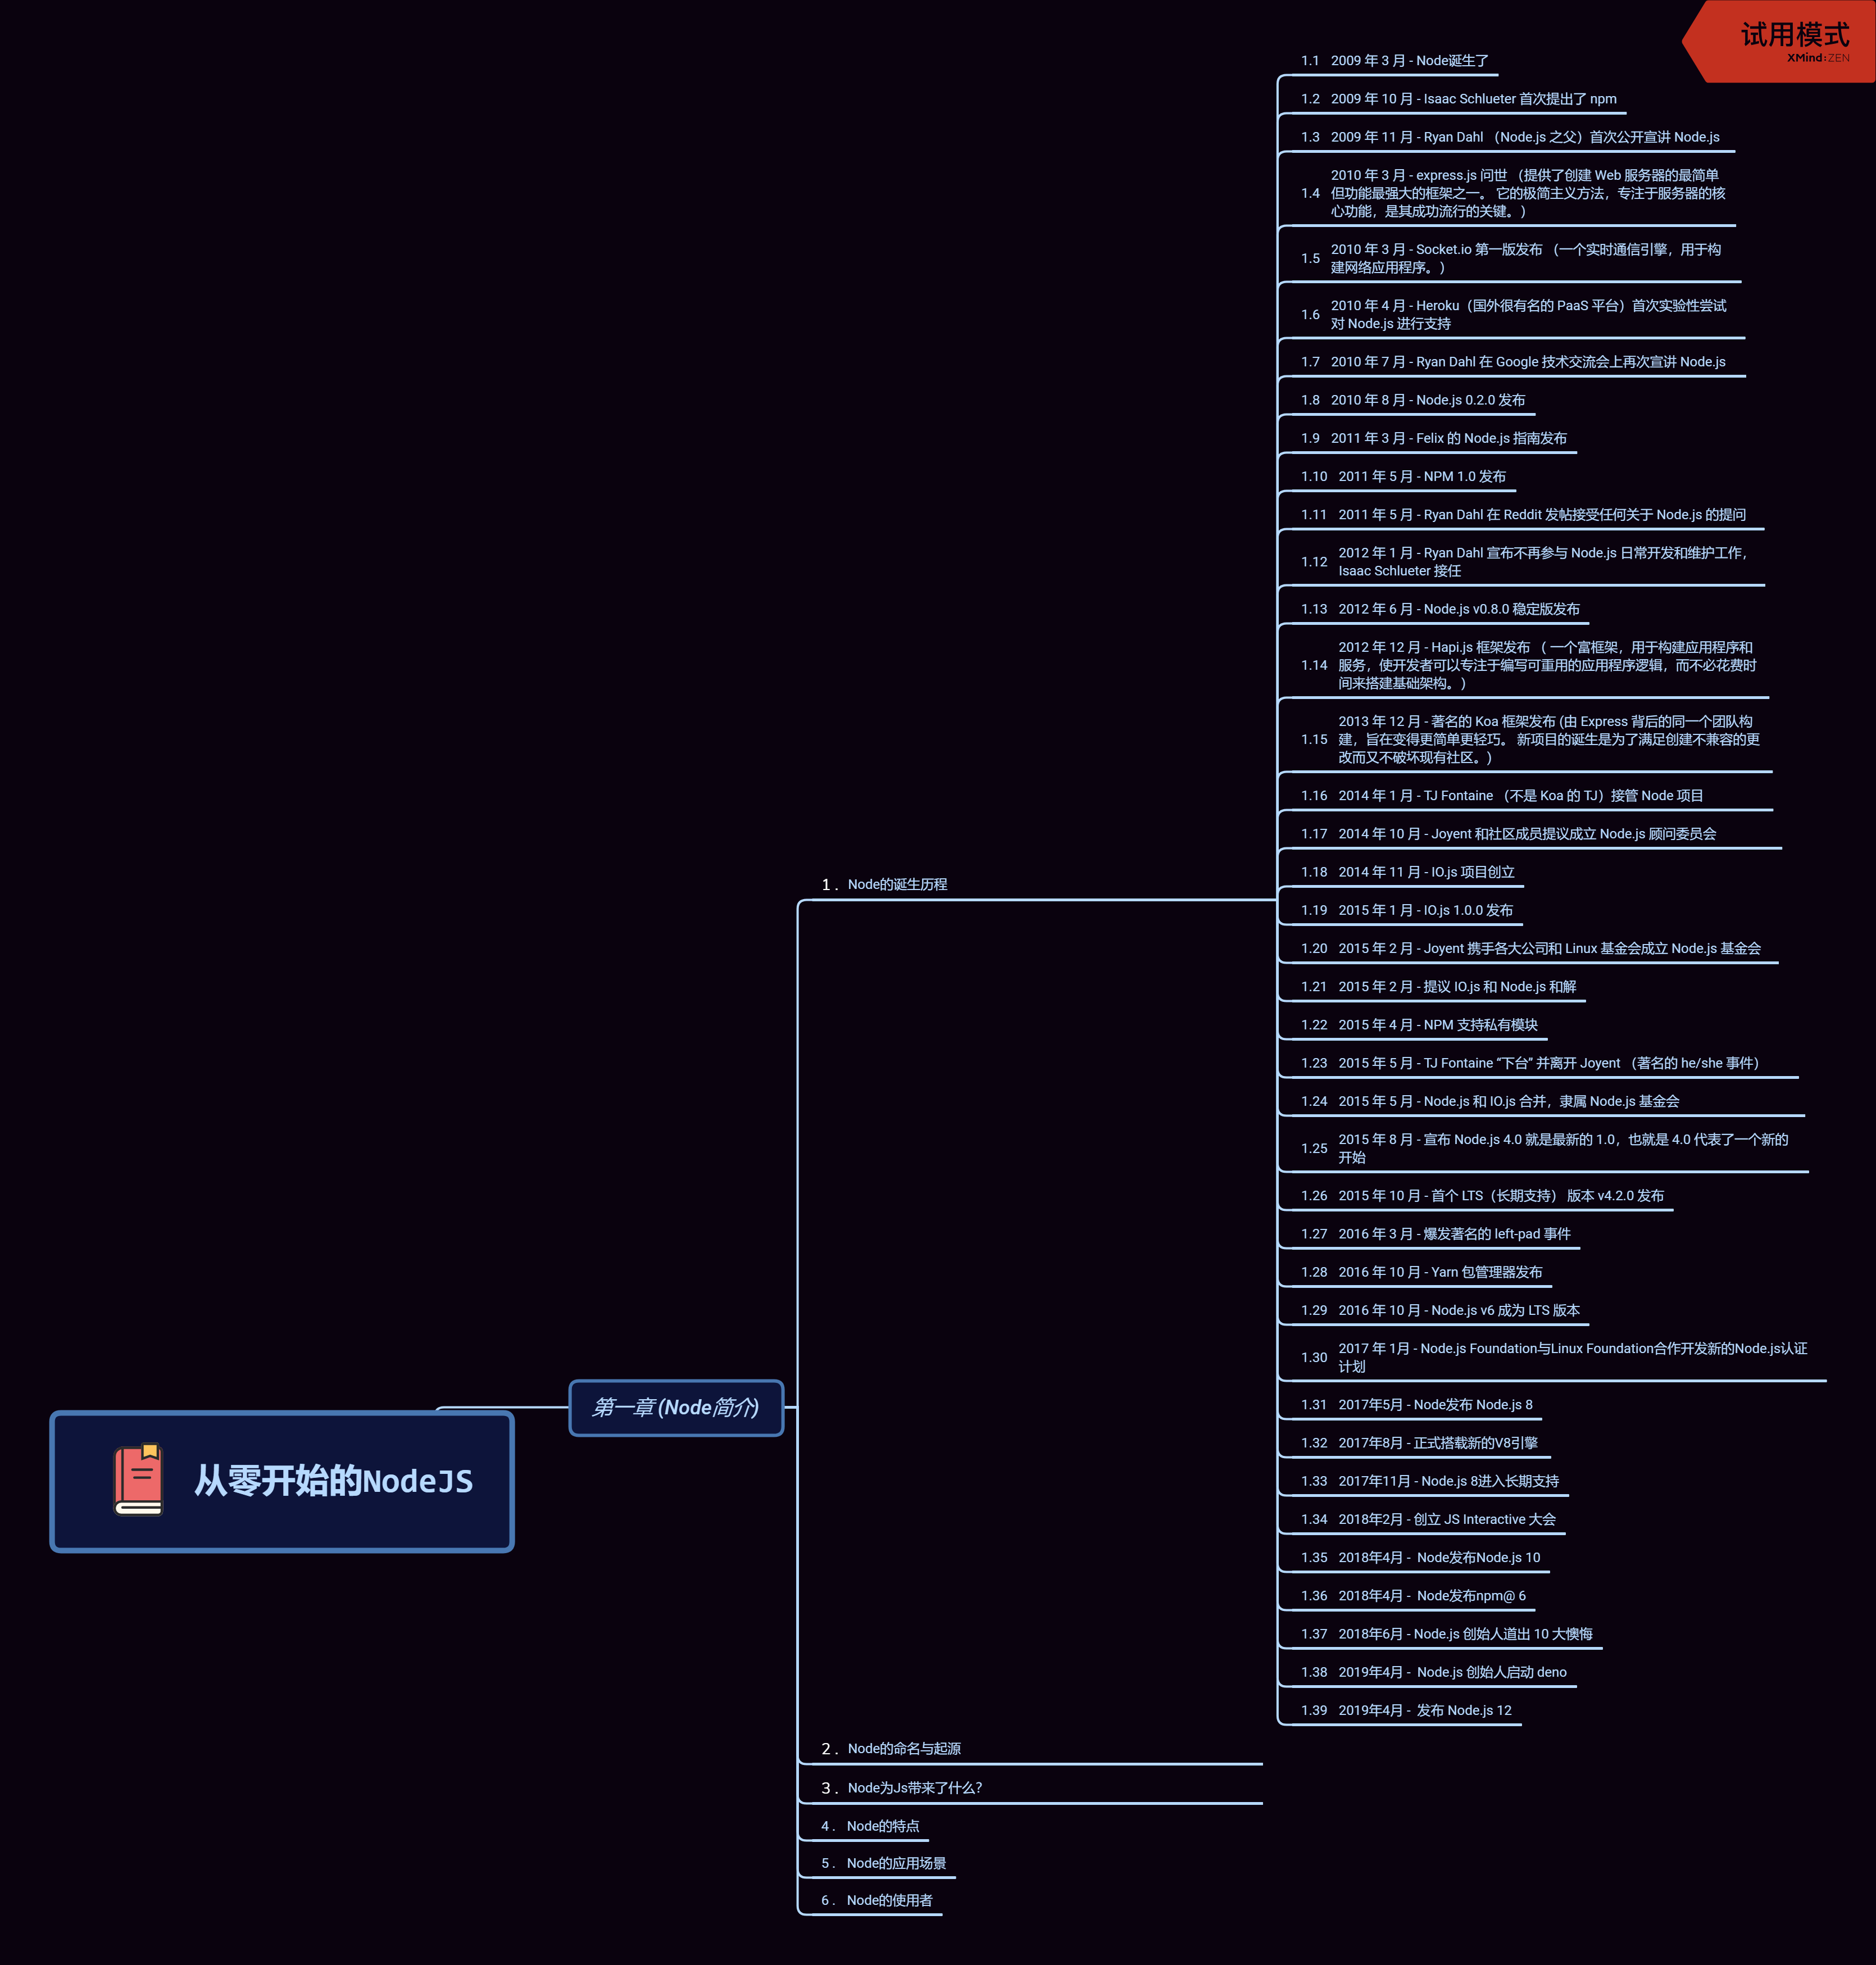 试用模式
XMind:ZEN
从零开始的NodeJS
第一章 (Node简介)
1. Node的诞生历程
1.1 2009 年 3 月 - Node诞生了
1.2 2009 年 10 月 - Isaac Schlueter 首次提出了 npm
1.3 2009 年 11 月 - Ryan Dahl （Node.js 之父）首次公开宣讲 Node.js
1.4 2010 年 3 月 - express.js 问世 （提供了创建 Web 服务器的最简单
但功能最强大的框架之一。 它的极简主义方法，专注于服务器的核
心功能，是其成功流行的关键。)
1.5 2010 年 3 月 - Socket.io 第一版发布 （一个实时通信引擎，用于构
建网络应用程序。)
1.6 2010 年 4 月 - Heroku（国外很有名的 PaaS 平台）首次实验性尝试
对 Node.js 进行支持
1.7 2010 年 7 月 - Ryan Dahl 在 Google 技术交流会上再次宣讲 Node.js
1.8 2010 年 8 月 - Node.js 0.2.0 发布
1.9 2011 年 3 月 - Felix 的 Node.js 指南发布
1.10 2011 年 5 月 - NPM 1.0 发布
1.11 2011 年 5 月 - Ryan Dahl 在 Reddit 发帖接受任何关于 Node.js 的提问
1.12 2012 年 1 月 - Ryan Dahl 宣布不再参与 Node.js 日常开发和维护工作，
Isaac Schlueter 接任
1.13 2012 年 6 月 - Node.js v0.8.0 稳定版发布
1.14 2012 年 12 月 - Hapi.js 框架发布 （ 一个富框架，用于构建应用程序和
服务，使开发者可以专注于编写可重用的应用程序逻辑，而不必花费时
间来搭建基础架构。)
1.15 2013 年 12 月 - 著名的 Koa 框架发布 (由 Express 背后的同一个团队构
建，旨在变得更简单更轻巧。 新项目的诞生是为了满足创建不兼容的更
改而又不破坏现有社区。)
1.16 2014 年 1 月 - TJ Fontaine （不是 Koa 的 TJ）接管 Node 项目
1.17 2014 年 10 月 - Joyent 和社区成员提议成立 Node.js 顾问委员会
1.18 2014 年 11 月 - IO.js 项目创立
1.19 2015 年 1 月 - IO.js 1.0.0 发布
1.20 2015 年 2 月 - Joyent 携手各大公司和 Linux 基金会成立 Node.js 基金会
1.21 2015 年 2 月 - 提议 IO.js 和 Node.js 和解
1.22 2015 年 4 月 - NPM 支持私有模块
1.23 2015 年 5 月 - TJ Fontaine “下台” 并离开 Joyent （著名的 he/she 事件）
1.24 2015 年 5 月 - Node.js 和 IO.js 合并，隶属 Node.js 基金会
1.25 2015 年 8 月 - 宣布 Node.js 4.0 就是最新的 1.0，也就是 4.0 代表了一个新的
开始
1.26 2015 年 10 月 - 首个 LTS（长期支持） 版本 v4.2.0 发布
1.27 2016 年 3 月 - 爆发著名的 left-pad 事件
1.28 2016 年 10 月 - Yarn 包管理器发布
1.29 2016 年 10 月 - Node.js v6 成为 LTS 版本
1.30 2017 年 1月 - Node.js Foundation与Linux Foundation合作开发新的Node.js认证
计划
1.31 2017年5月 - Node发布 Node.js 8
1.32 2017年8月 - 正式搭载新的V8引擎
1.33 2017年11月 - Node.js 8进入长期支持
1.34 2018年2月 - 创立 JS Interactive 大会
1.35 2018年4月 - Node发布Node.js 10
1.36 2018年4月 - Node发布npm@ 6
1.37 2018年6月 - Node.js 创始人道出 10 大懊悔
1.38 2019年4月 - Node.js 创始人启动 deno
1.39 2019年4月 - 发布 Node.js 12
2. Node的命名与起源
3. Node为Js带来了什么？
4. Node的特点
5. Node的应用场景
6. Node的使用者